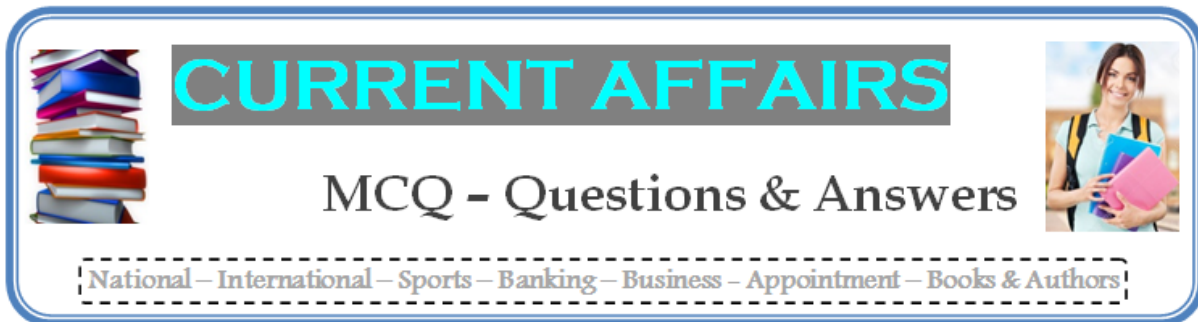 CURRENT AFFAIRS
MCQ – Questions & Answers
National – International – Sports – Banking – Business – Appointment – Books & Authors